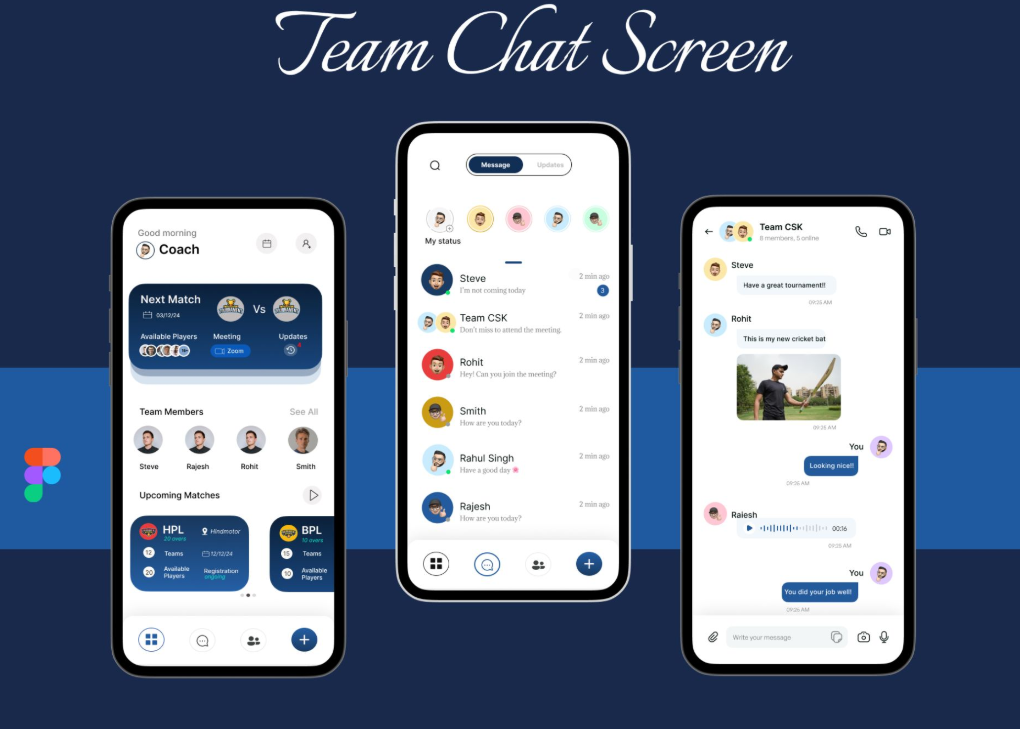 Team Chat Screen
Good morning
Coach
Next Match
03/12/24
Vs
Available Players
Meeting
Updates
Zoom
4
Team Members
See All
Steve
Rajesh
Rohit
Smith
Upcoming Matches
HPL
20 overs
Hindmotor
12
Teams
12/12/24
20
Available
Players
Registration
ongoing
BPL
10 overs
15
Teams
10
Available
Players
Message
Updates
My status
Steve
2 min ago
I'm not coming today
3
Team CSK
2 min ago
Don't miss to attend the meeting.
Rohit
2 min ago
Hey! Can you join the meeting?
Smith
2 min ago
How are you today?
Rahul Singh
2 min ago
Have a good day
Rajesh
2 min ago
How are you today?
Team CSK
8 members, 5 online
Steve
Have a great tournament!!
09:25 AM
Rohit
This is my new cricket bat
09:25 AM
You
Looking nice!!
09:25 AM
Rajesh
00:16
09:25 AM
You
You did your job well!
09:25 AM
Write your message